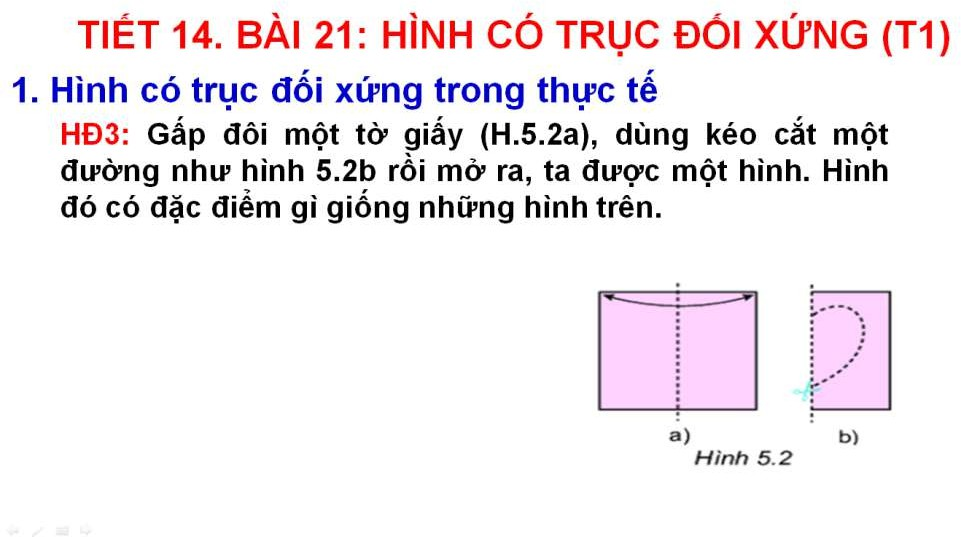 TIẾT 14. BÀI 21: HÌNH CÓ TRỤC ĐỐI XỨNG (T1)
1. Hình có trục đối xứng trong thực tế
HĐ3: Gấp đôi một tờ giấy (H.5.2a), dùng kéo cắt một
đường như hình 5.2b rồi mở ra, ta được một hình. Hình
đó có đặc điểm gì giống những hình trên.
a)
b)
Hình 5.2